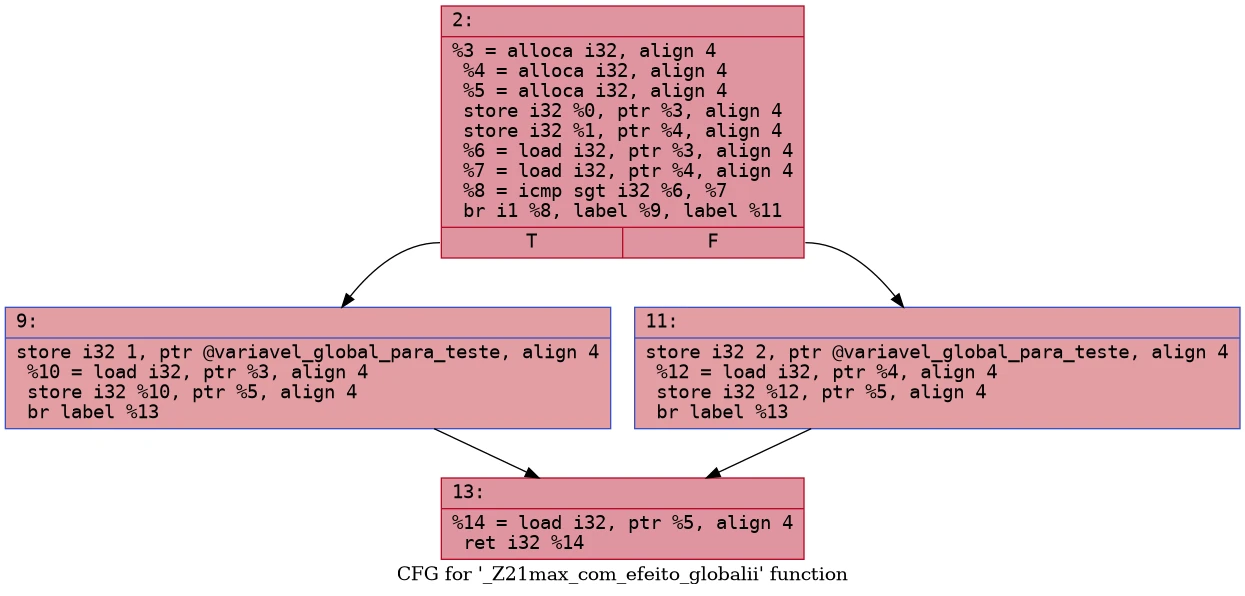 2:
%3 = alloca i32, align 4
%4 = alloca i32, align 4
%5 = alloca i32, align 4
store i32 %0, ptr %3, align 4
store i32 %1, ptr %4, align 4
%6 = load i32, ptr %3, align 4
%7 = load i32, ptr %4, align 4
%8 = icmp sgt i32 %6, %7
br i1 %8, label %9, label %11
T F
9:
store i32 1, ptr @variavel_global_para_teste, align 4
%10 = load i32, ptr %3, align 4
store i32 %10, ptr %5, align 4
br label %13
11:
store i32 2, ptr @variavel_global_para_teste, align 4
%12 = load i32, ptr %4, align 4
store i32 %12, ptr %5, align 4
br label %13
13:
%14 = load i32, ptr %5, align 4
ret i32 %14
CFG for '_Z21max_com_efeito_globalii' function